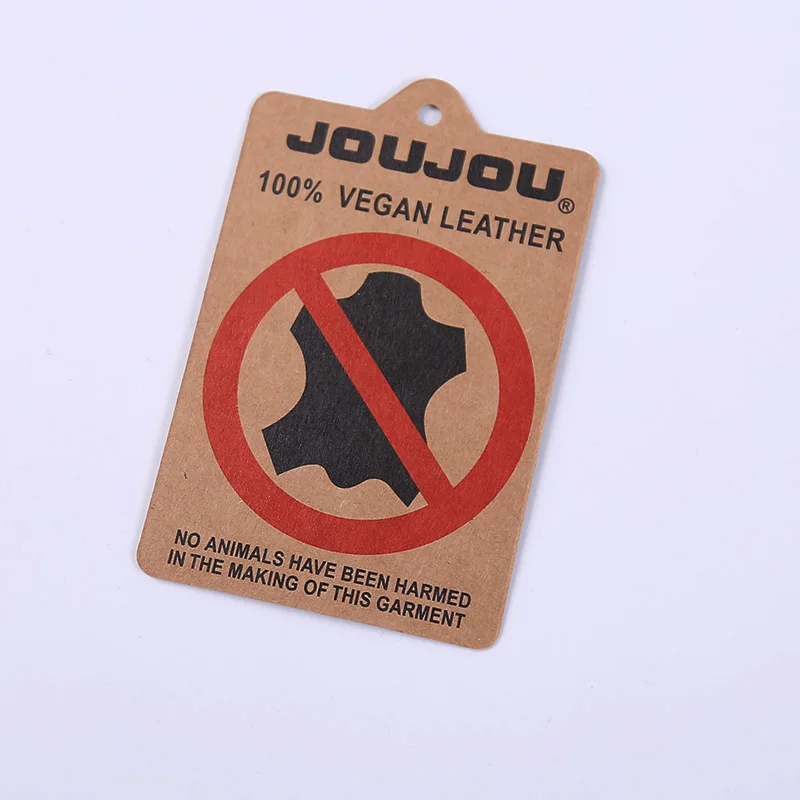 JOUJOU®
100% VEGAN LEATHER
NO ANIMALS HAVE BEEN HARMED
IN THE MAKING OF THIS GARMENT